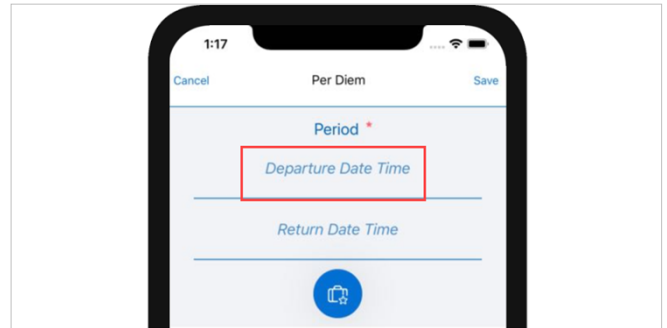 1:17
Cancel Per Diem Save
Period *
Departure Date Time
Return Date Time